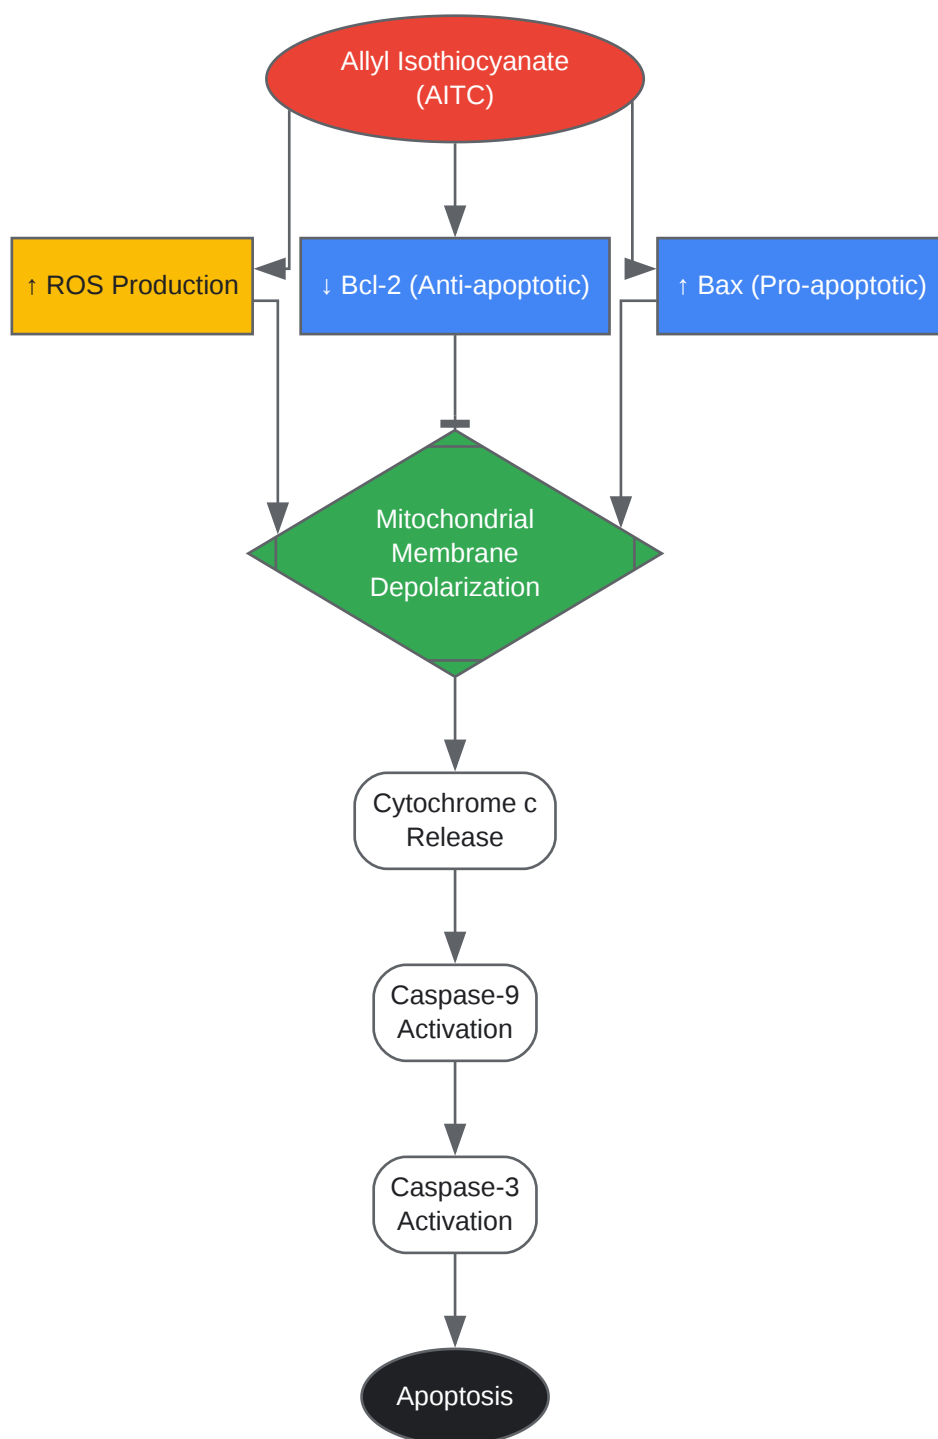 Allyl Isothiocyanate
(AITC)
↑ ROS Production
↓ Bcl-2 (Anti-apoptotic)
↑ Bax (Pro-apoptotic)
Mitochondrial
Membrane
Depolarization
Cytochrome c
Release
Caspase-9
Activation
Caspase-3
Activation
Apoptosis